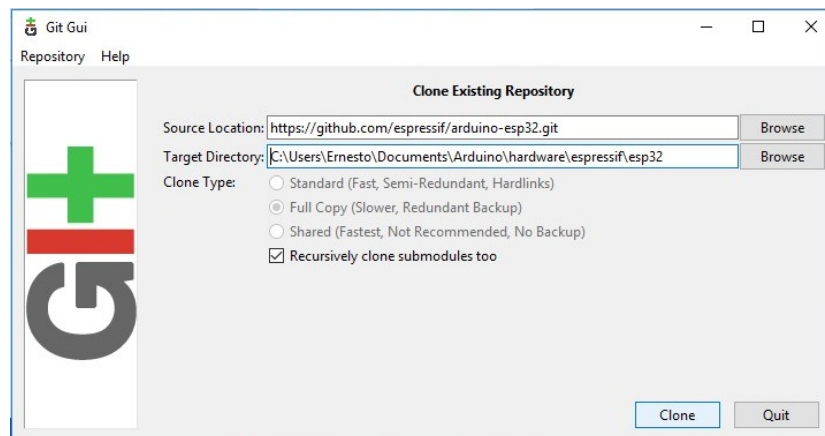 Git Gui
Repository Help
Clone Existing Repository
Source Location: https://github.com/espressif/arduino-esp32.git Browse
Target Directory: C:\Users\Ernesto\Documents\Arduino\hardware\espressif\esp32 Browse
Clone Type: Standard (Fast, Semi-Redundant, Hardlinks)
Full Copy (Slower, Redundant Backup)
Shared (Fastest, Not Recommended, No Backup)
Recursively clone submodules too
GIt
Clone Quit